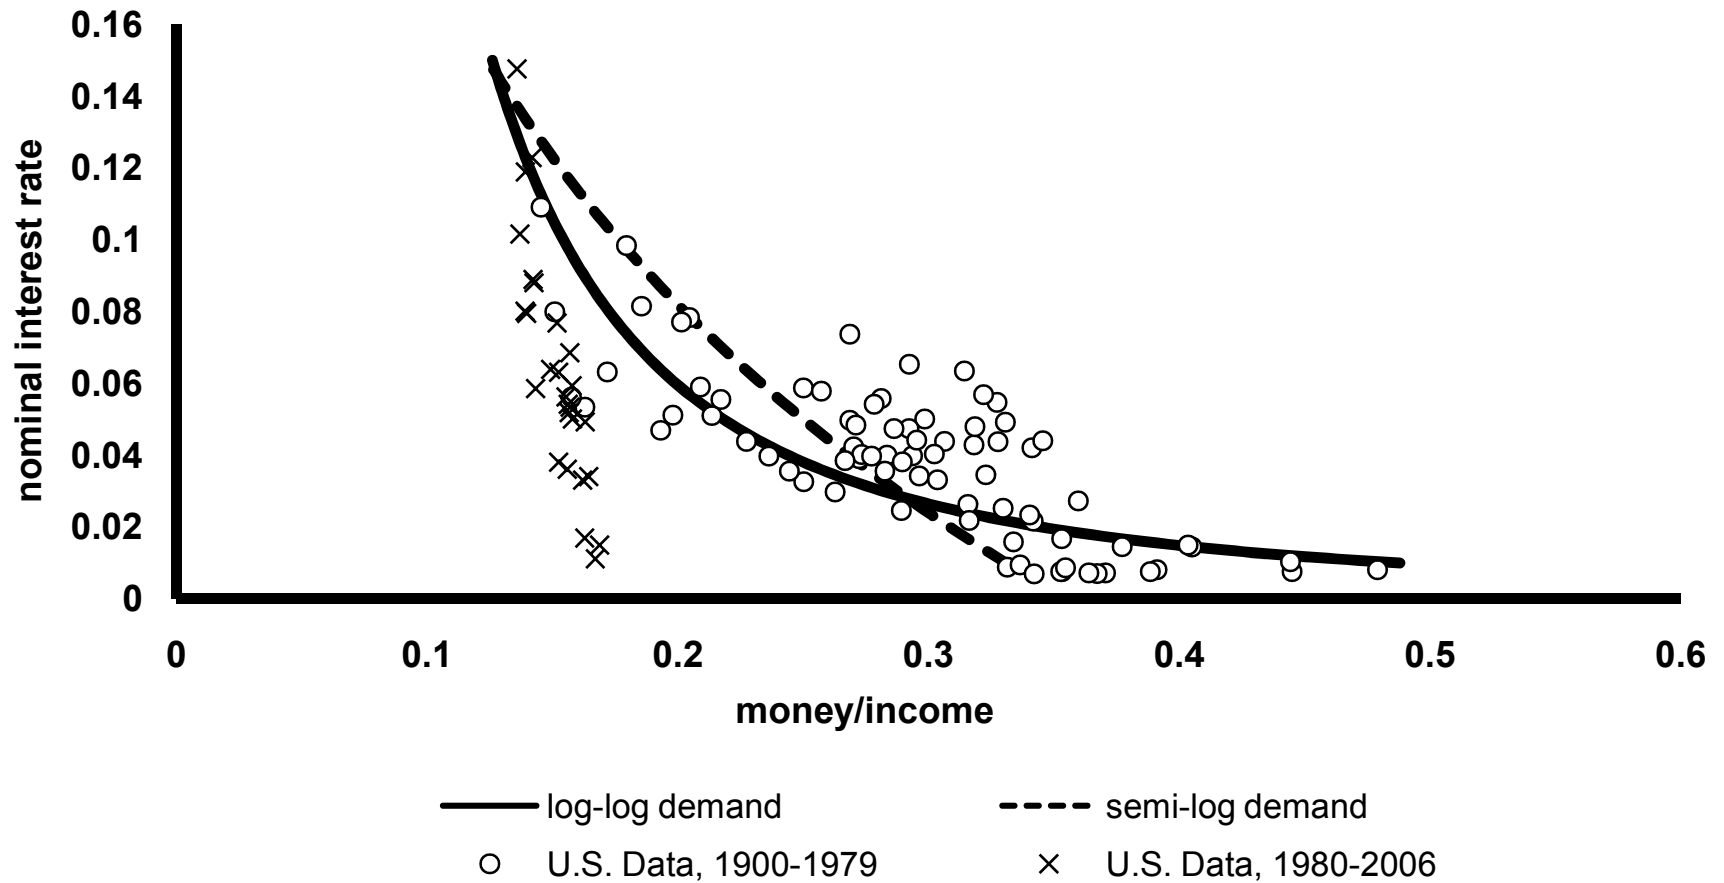 0.16
0.14
0.12
0.1
0.08
0.06
0.04
0.02
0
nominal interest rate
0 0.1 0.2 0.3 0.4 0.5 0.6
money/income
log-log demand semi-log demand
U.S. Data, 1900-1979 U.S. Data, 1980-2006